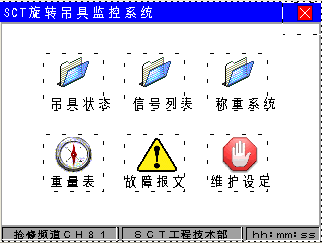 SCT旋转吊具监控系统
吊具状态 信号列表 称重系统
重量表 故障报文 维护设定
检修频道CH81 SCT工程技术部 hh:mm:ss